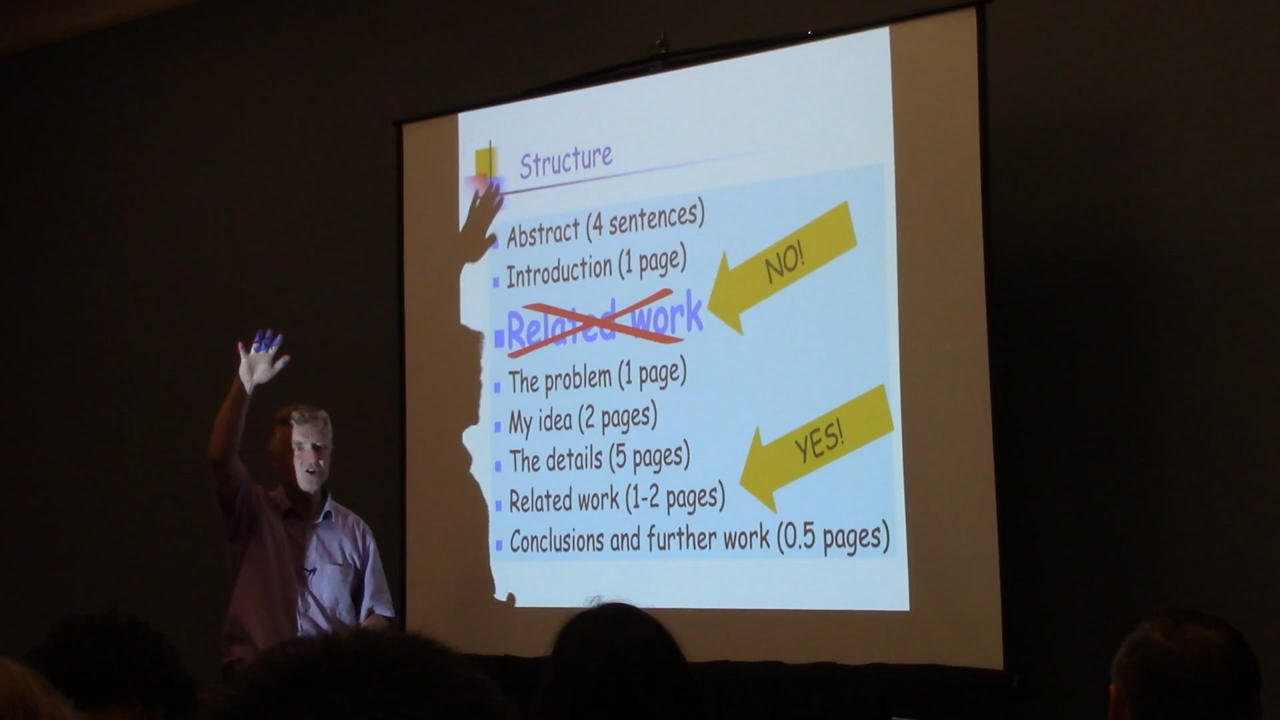 Structure
Abstract (4 sentences)
Introduction (1 page)
NO!
Related work
The problem (1 page)
My idea (2 pages)
YES!
The details (5 pages)
Related work (1-2 pages)
Conclusions and further work (0.5 pages)